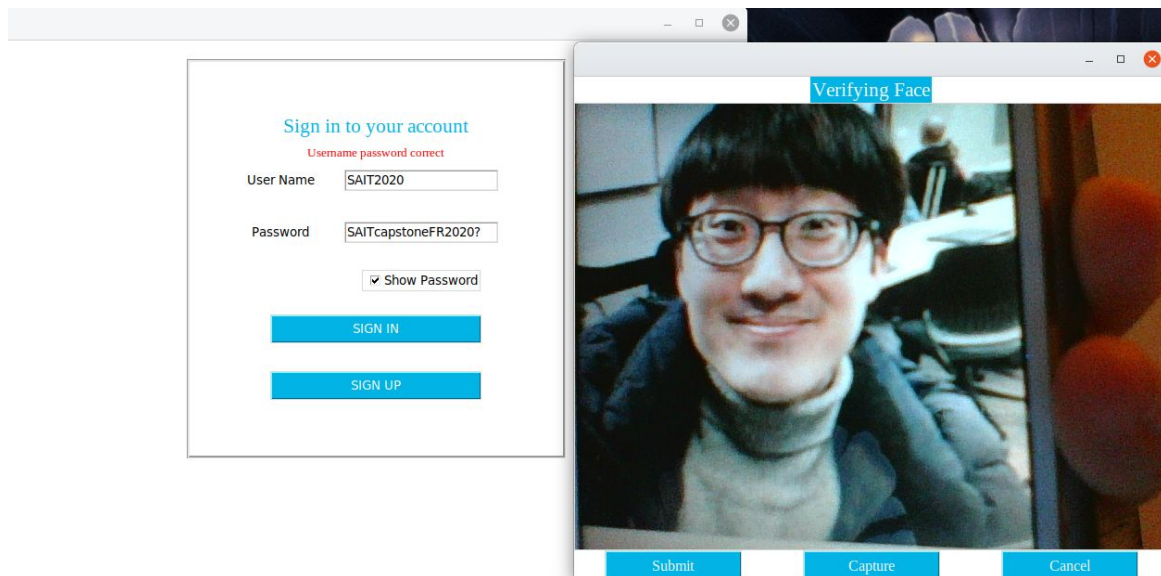 Sign in to your account
Username password correct
User Name SAIT2020
Password SAITcapstoneFR2020?
Show Password
SIGN IN
SIGN UP
Verifying Face
Submit Capture Cancel